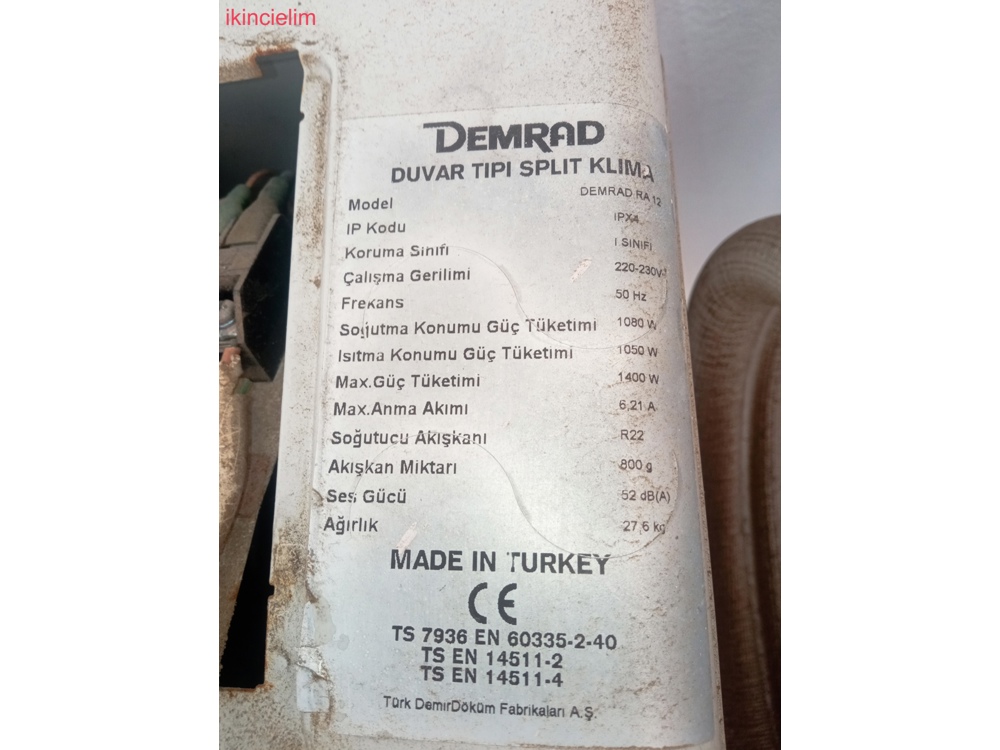 ikincielim
DEMRAD
DUVAR TIPI SPLIT KLIMA
Model DEMRAD RA 12
IP Kodu IPX4
Koruma Sınıfı I SINIFI
Çalışma Gerilimi 220-230V
Frekans 50 Hz
Soğutma Konumu Güç Tüketimi 1080 W
Isıtma Konumu Güç Tüketimi 1050 W
Max.Güç Tüketimi 1400 W
Max.Anma Akımı 6,21 A
Soğutucu Akışkanı R22
Akışkan Miktarı 800 g
Ses Gücü 52 dB(A)
Ağırlık 27,6 kg
MADE IN TURKEY
CE
TS 7936 EN 60335-2-40
TS EN 14511-2
TS EN 14511-4
Türk DemirDöküm Fabrikaları A.Ş.